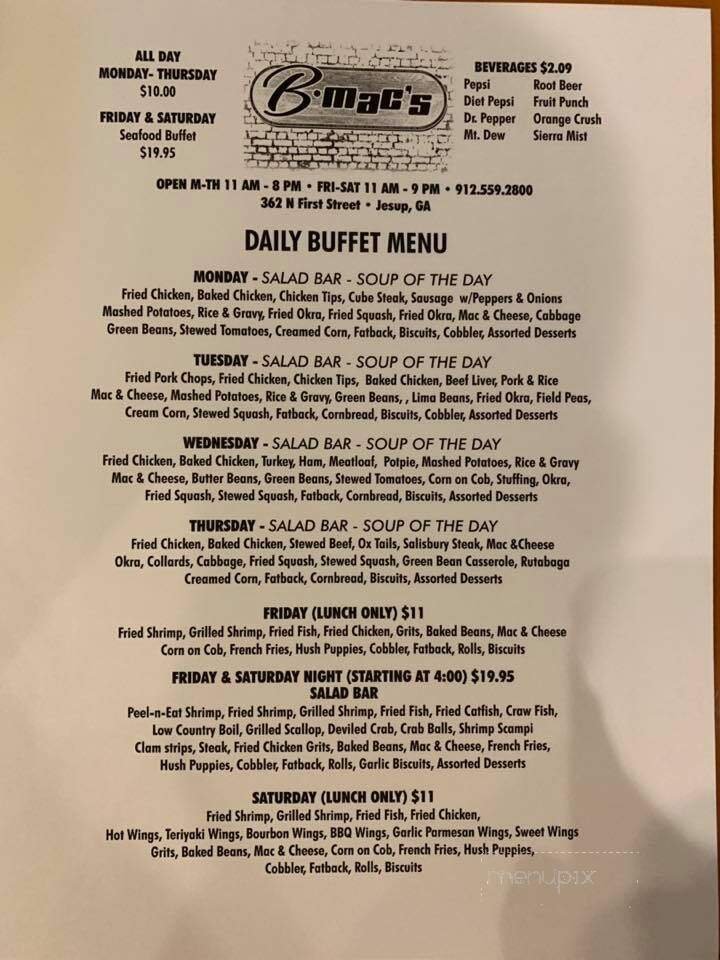 ALL DAY
MONDAY- THURSDAY
$10.00
FRIDAY & SATURDAY
Seafood Buffet
$19.95
B·mac's
BEVERAGES $2.09
Pepsi Root Beer
Diet Pepsi Fruit Punch
Dr. Pepper Orange Crush
Mt. Dew Sierra Mist
OPEN M-TH 11 AM - 8 PM • FRI-SAT 11 AM - 9 PM • 912.559.2800
362 N First Street • Jesup, GA
DAILY BUFFET MENU
MONDAY - SALAD BAR - SOUP OF THE DAY
Fried Chicken, Baked Chicken, Chicken Tips, Cube Steak, Sausage w/Peppers & Onions
Mashed Potatoes, Rice & Gravy, Fried Okra, Fried Squash, Fried Okra, Mac & Cheese, Cabbage
Green Beans, Stewed Tomatoes, Creamed Corn, Fatback, Biscuits, Cobbler, Assorted Desserts
TUESDAY - SALAD BAR - SOUP OF THE DAY
Fried Pork Chops, Fried Chicken, Chicken Tips, Baked Chicken, Beef Liver, Pork & Rice
Mac & Cheese, Mashed Potatoes, Rice & Gravy, Green Beans, , Lima Beans, Fried Okra, Field Peas,
Cream Corn, Stewed Squash, Fatback, Cornbread, Biscuits, Cobbler, Assorted Desserts
WEDNESDAY - SALAD BAR - SOUP OF THE DAY
Fried Chicken, Baked Chicken, Turkey, Ham, Meatloaf, Potpie, Mashed Potatoes, Rice & Gravy
Mac & Cheese, Butter Beans, Green Beans, Stewed Tomatoes, Corn on Cob, Stuffing, Okra,
Fried Squash, Stewed Squash, Fatback, Cornbread, Biscuits, Assorted Desserts
THURSDAY - SALAD BAR - SOUP OF THE DAY
Fried Chicken, Baked Chicken, Stewed Beef, Ox Tails, Salisbury Steak, Mac &Cheese
Okra, Collards, Cabbage, Fried Squash, Stewed Squash, Green Bean Casserole, Rutabaga
Creamed Corn, Fatback, Cornbread, Biscuits, Assorted Desserts
FRIDAY (LUNCH ONLY) $11
Fried Shrimp, Grilled Shrimp, Fried Fish, Fried Chicken, Grits, Baked Beans, Mac & Cheese
Corn on Cob, French Fries, Hush Puppies, Cobbler, Fatback, Rolls, Biscuits
FRIDAY & SATURDAY NIGHT (STARTING AT 4:00) $19.95
SALAD BAR
Peel-n-Eat Shrimp, Fried Shrimp, Grilled Shrimp, Fried Fish, Fried Catfish, Craw Fish,
Low Country Boil, Grilled Scallop, Deviled Crab, Crab Balls, Shrimp Scampi
Clam strips, Steak, Fried Chicken Grits, Baked Beans, Mac & Cheese, French Fries,
Hush Puppies, Cobbler, Fatback, Rolls, Garlic Biscuits, Assorted Desserts
SATURDAY (LUNCH ONLY) $11
Fried Shrimp, Grilled Shrimp, Fried Fish, Fried Chicken,
Hot Wings, Teriyaki Wings, Bourbon Wings, BBQ Wings, Garlic Parmesan Wings, Sweet Wings
Grits, Baked Beans, Mac & Cheese, Corn on Cob, French Fries, Hush Puppies,
Cobbler, Fatback, Rolls, Biscuits
menupix